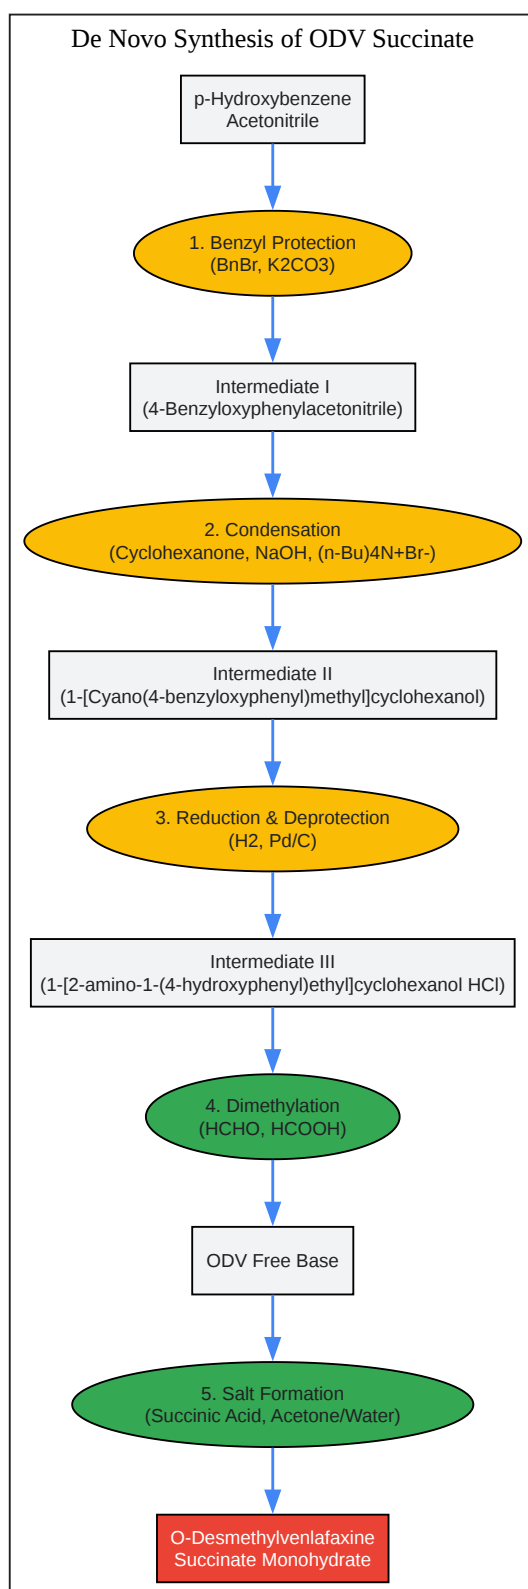 De Novo Synthesis of ODV Succinate
p-Hydroxybenzene
Acetonitrile
1. Benzyl Protection
(BnBr, K2CO3)
Intermediate I
(4-Benzyloxyphenylacetonitrile)
2. Condensation
(Cyclohexanone, NaOH, (n-Bu)4N+Br-)
Intermediate II
(1-[Cyano(4-benzyloxyphenyl)methyl]cyclohexanol)
3. Reduction & Deprotection
(H2, Pd/C)
Intermediate III
(1-[2-amino-1-(4-hydroxyphenyl)ethyl]cyclohexanol HCl)
4. Dimethylation
(HCHO, HCOOH)
ODV Free Base
5. Salt Formation
(Succinic Acid, Acetone/Water)
O-Desmethylvenlafaxine
Succinate Monohydrate